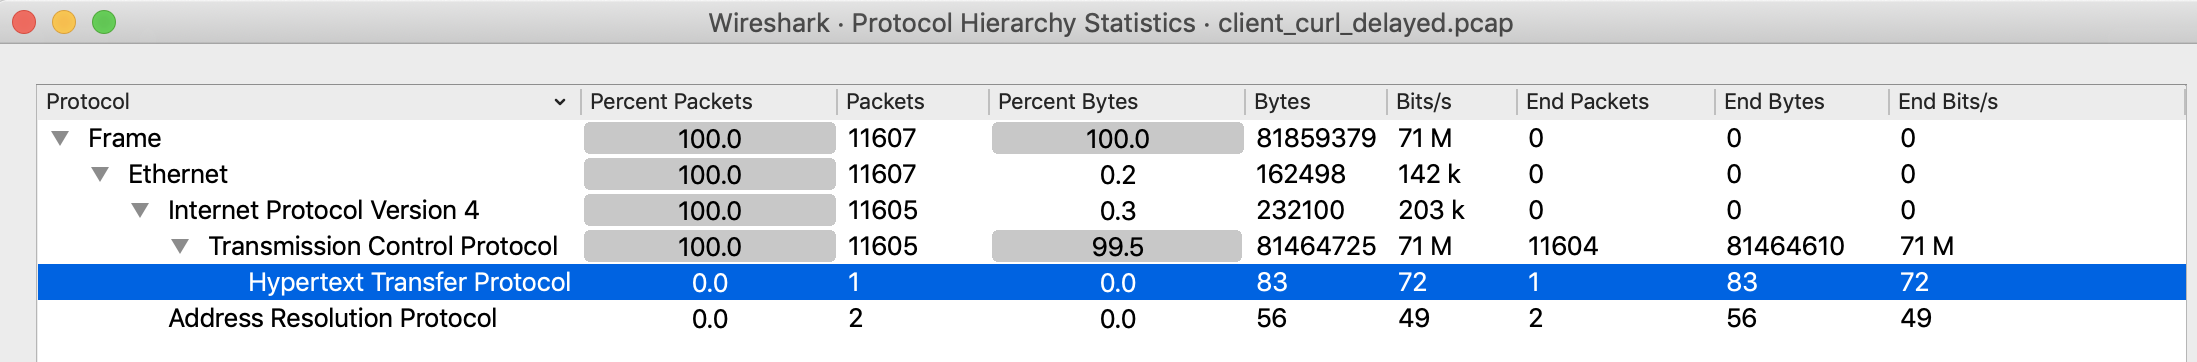 Wireshark · Protocol Hierarchy Statistics · client_curl_delayed.pcap
Protocol Percent Packets Packets Percent Bytes Bytes Bits/s End Packets End Bytes End Bits/s
Frame 100.0 11607 100.0 81859379 71 M 0 0 0
Ethernet 100.0 11607 0.2 162498 142 k 0 0 0
Internet Protocol Version 4 100.0 11605 0.3 232100 203 k 0 0 0
Transmission Control Protocol 100.0 11605 99.5 81464725 71 M 11604 81464610 71 M
Hypertext Transfer Protocol 0.0 1 0.0 83 72 1 83 72
Address Resolution Protocol 0.0 2 0.0 56 49 2 56 49